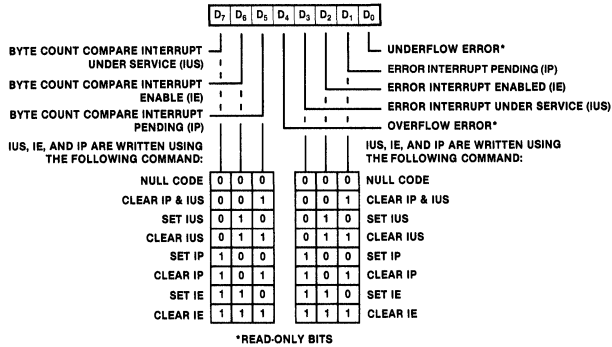 D7 D6 D5 D4 D3 D2 D1 D0
BYTE COUNT COMPARE INTERRUPT
UNDER SERVICE (IUS)
BYTE COUNT COMPARE INTERRUPT
ENABLE (IE)
BYTE COUNT COMPARE INTERRUPT
PENDING (IP)
UNDERFLOW ERROR*
ERROR INTERRUPT PENDING (IP)
ERROR INTERRUPT ENABLED (IE)
ERROR INTERRUPT UNDER SERVICE (IUS)
OVERFLOW ERROR*
IUS, IE, AND IP ARE WRITTEN USING
THE FOLLOWING COMMAND:
IUS, IE, AND IP ARE WRITTEN USING
THE FOLLOWING COMMAND:
NULL CODE 0 0 0 0 0 0 NULL CODE
CLEAR IP & IUS 0 0 1 0 0 1 CLEAR IP & IUS
SET IUS 0 1 0 0 1 0 SET IUS
CLEAR IUS 0 1 1 0 1 1 CLEAR IUS
SET IP 1 0 0 1 0 0 SET IP
CLEAR IP 1 0 1 1 0 1 CLEAR IP
SET IE 1 1 0 1 1 0 SET IE
CLEAR IE 1 1 1 1 1 1 CLEAR IE
*READ-ONLY BITS